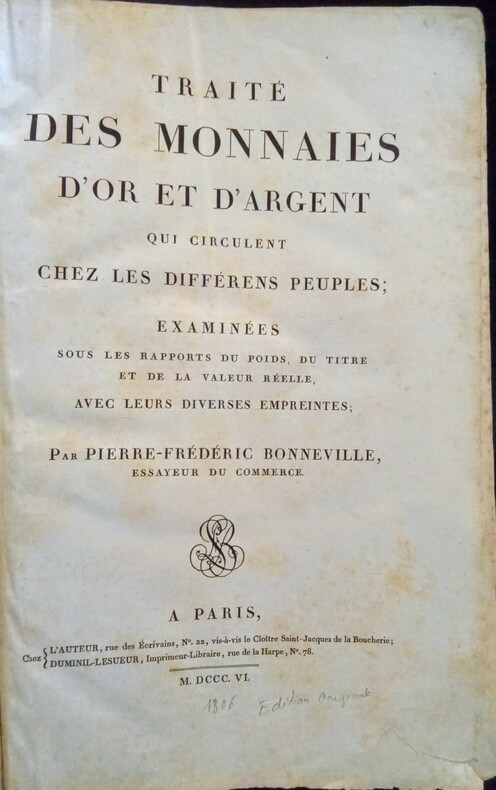 TRAITÉ
DES MONNAIES
D'OR ET D'ARGENT
QUI CIRCULENT
CHEZ LES DIFFÉRENS PEUPLES;
EXAMINÉES
SOUS LES RAPPORTS DU POIDS, DU TITRE
ET DE LA VALEUR RÉELLE,
AVEC LEURS DIVERSES EMPREINTES;
PAR PIERRE-FRÉDÉRIC BONNEVILLE,
ESSAYEUR DU COMMERCE.
A PARIS,
Chez { L'AUTEUR, rue des Écrivains, N°. 22, vis-à-vis le Cloître Saint-Jacques de la Boucherie;
DUMINIL-LESUEUR, Imprimeur-Libraire, rue de la Harpe, N°. 78.
M. DCCC. VI.
1806 Edition originale